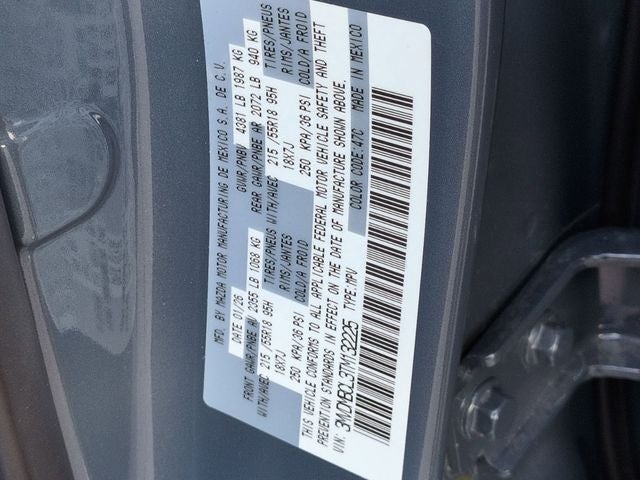 MFD. BY MAZDA MOTOR MANUFACTURING DE MEXICO S.A. DE C.V.
DATE 01/26 GVWR/PNBV 4381 LB 1987 KG
FRONT GAWR/PNBE AV 2355 LB 1068 KG REAR GAWR/PNBE AR 2072 LB 940 KG
WITH/AVEC 215 /55R18 95H TIRES/PNEUS WITH/AVEC 215 /55R18 95H TIRES/PNEUS
18X7J RIMS/JANTES 18X7J RIMS/JANTES
250 KPA/36 PSI COLD/A FROID 250 KPA/36 PSI COLD/A FROID
THIS VEHICLE CONFORMS TO ALL APPLICABLE FEDERAL MOTOR VEHICLE SAFETY AND THEFT
PREVENTION STANDARDS IN EFFECT ON THE DATE OF MANUFACTURE SHOWN ABOVE.
VIN: TYPE:MPV COLOR CODE:47C MADE IN MEXICO